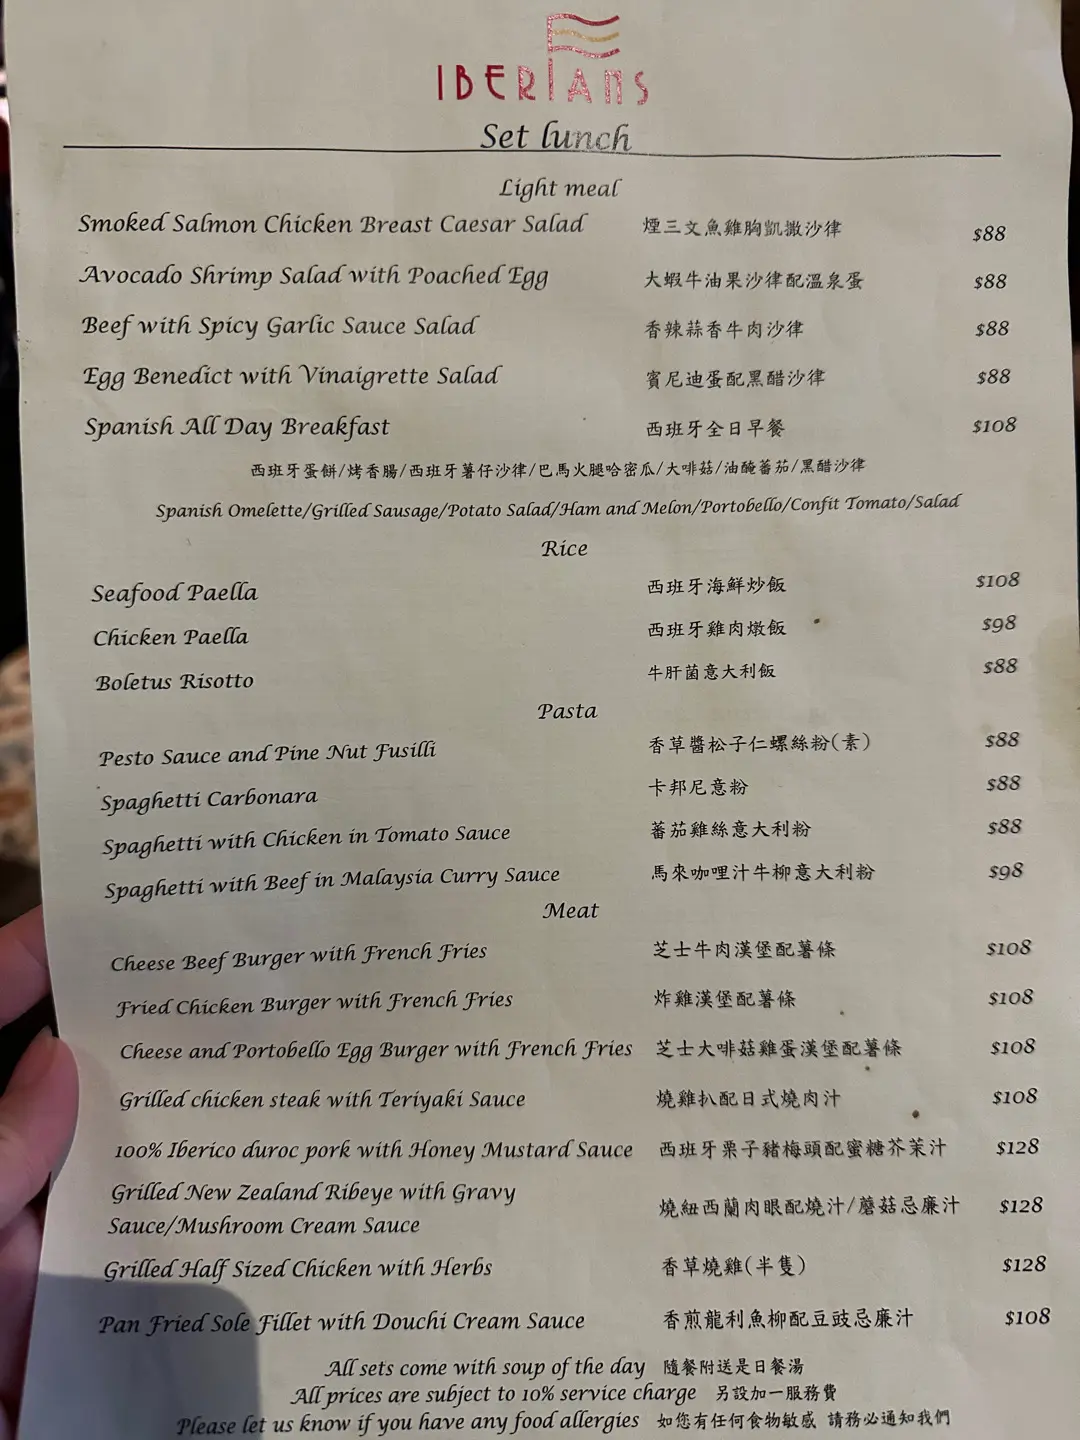 IBERIANS
Set lunch
Light meal
Smoked Salmon Chicken Breast Caesar Salad 煙三文魚雞胸凱撒沙律 $88
Avocado Shrimp Salad with Poached Egg 大蝦牛油果沙律配溫泉蛋 $88
Beef with Spicy Garlic Sauce Salad 香辣蒜香牛肉沙律 $88
Egg Benedict with Vinaigrette Salad 賓尼迪蛋配黑醋沙律 $88
Spanish All Day Breakfast 西班牙全日早餐 $108
西班牙蛋餅/烤香腸/西班牙薯仔沙律/巴馬火腿哈密瓜/大啡菇/油醃蕃茄/黑醋沙律
Spanish Omelette/Grilled Sausage/Potato Salad/Ham and Melon/Portobello/Confit Tomato/Salad
Rice
Seafood Paella 西班牙海鮮炒飯 $108
Chicken Paella 西班牙雞肉燉飯 $98
Boletus Risotto 牛肝菌意大利飯 $88
Pasta
Pesto Sauce and Pine Nut Fusilli 香草醬松子仁螺絲粉(素) $88
Spaghetti Carbonara 卡邦尼意粉 $88
Spaghetti with Chicken in Tomato Sauce 蕃茄雞絲意大利粉 $88
Spaghetti with Beef in Malaysia Curry Sauce 馬來咖哩汁牛柳意大利粉 $98
Meat
Cheese Beef Burger with French Fries 芝士牛肉漢堡配薯條 $108
Fried Chicken Burger with French Fries 炸雞漢堡配薯條 $108
Cheese and Portobello Egg Burger with French Fries 芝士大啡菇雞蛋漢堡配薯條 $108
Grilled chicken steak with Teriyaki Sauce 燒雞扒配日式燒肉汁 $108
100% Iberico duroc pork with Honey Mustard Sauce 西班牙栗子豬梅頭配蜜糖芥茉汁 $128
Grilled New Zealand Ribeye with Gravy
Sauce/Mushroom Cream Sauce 燒紐西蘭肉眼配燒汁/蘑菇忌廉汁 $128
Grilled Half Sized Chicken with Herbs 香草燒雞(半隻) $128
Pan Fried Sole Fillet with Douchi Cream Sauce 香煎龍利魚柳配豆豉忌廉汁 $108
All sets come with soup of the day 隨餐附送是日餐湯
All prices are subject to 10% service charge 另設加一服務費
Please let us know if you have any food allergies 如您有任何食物敏感 請務必通知我們